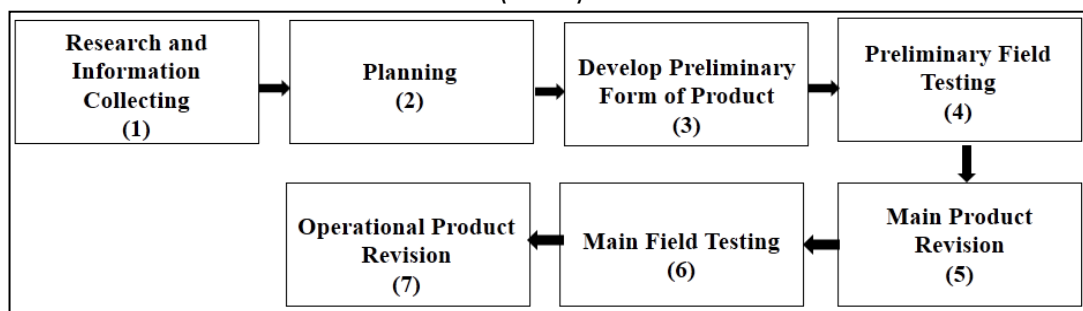 Research and
Information
Collecting
(1)
Planning
(2)
Develop Preliminary
Form of Product
(3)
Preliminary Field
Testing
(4)
Main Product
Revision
(5)
Main Field Testing
(6)
Operational Product
Revision
(7)